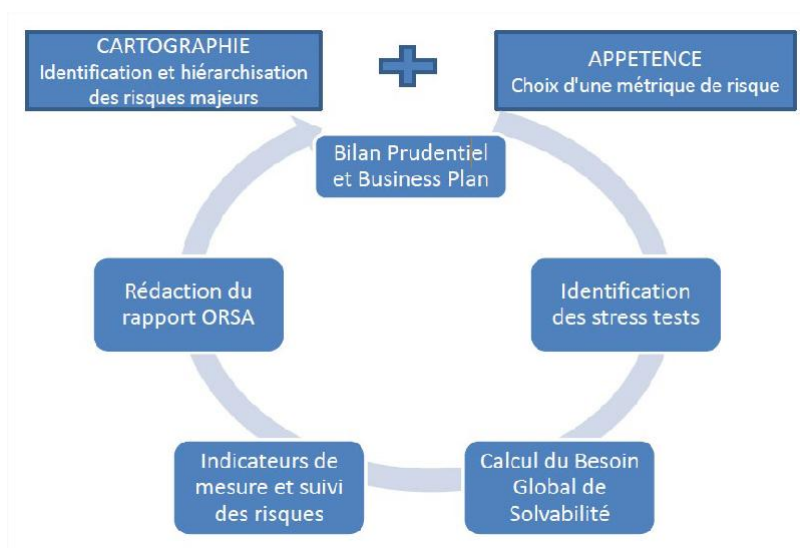 CARTOGRAPHIE
Identification et hiérarchisation
des risques majeurs
APPETENCE
Choix d'une métrique de risque
Bilan Prudentiel
et Business Plan
Identification
des stress tests
Calcul du Besoin
Global de
Solvabilité
Indicateurs de
mesure et suivi
des risques
Rédaction du
rapport ORSA